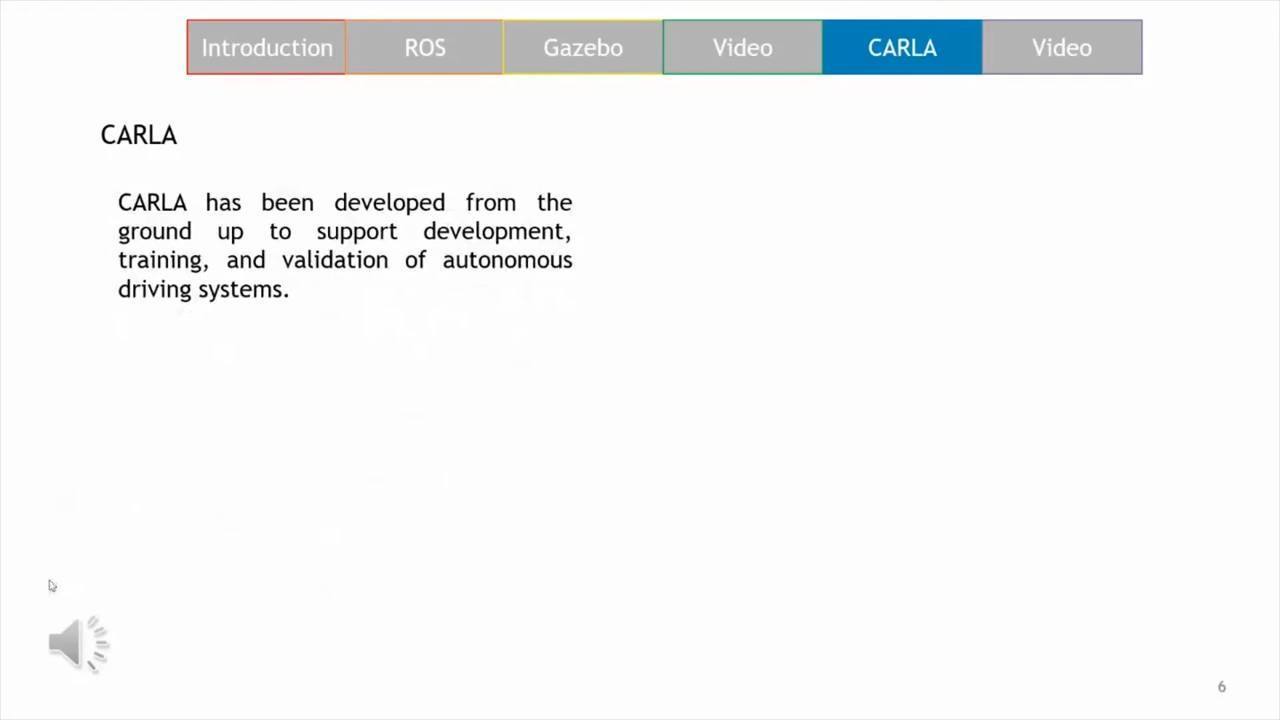 Introduction ROS Gazebo Video CARLA Video
CARLA
CARLA has been developed from the
ground up to support development,
training, and validation of autonomous
driving systems.
6